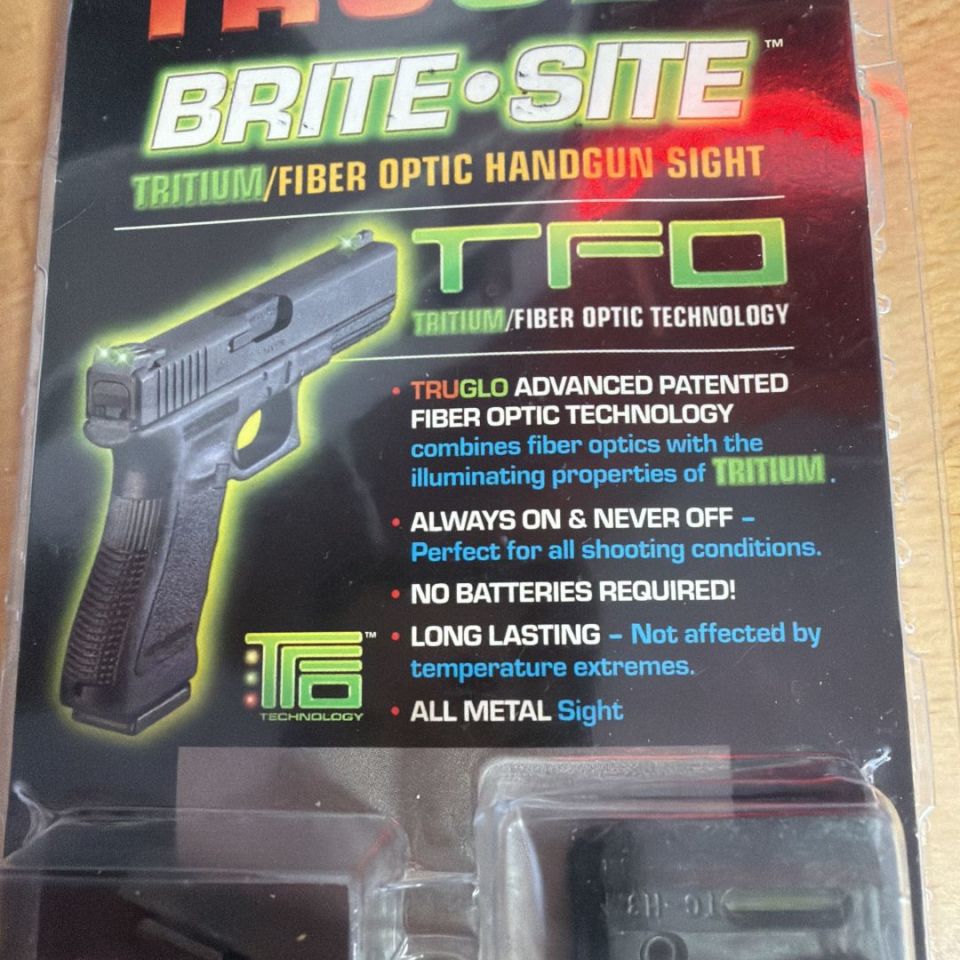 BRITE•SITE™
TRITIUM/FIBER OPTIC HANDGUN SIGHT
TFO
TRITIUM/FIBER OPTIC TECHNOLOGY
• TRUGLO ADVANCED PATENTED
FIBER OPTIC TECHNOLOGY
combines fiber optics with the
illuminating properties of TRITIUM.
• ALWAYS ON & NEVER OFF –
Perfect for all shooting conditions.
• NO BATTERIES REQUIRED!
• LONG LASTING – Not affected by
temperature extremes.
• ALL METAL Sight
TFO™
TECHNOLOGY